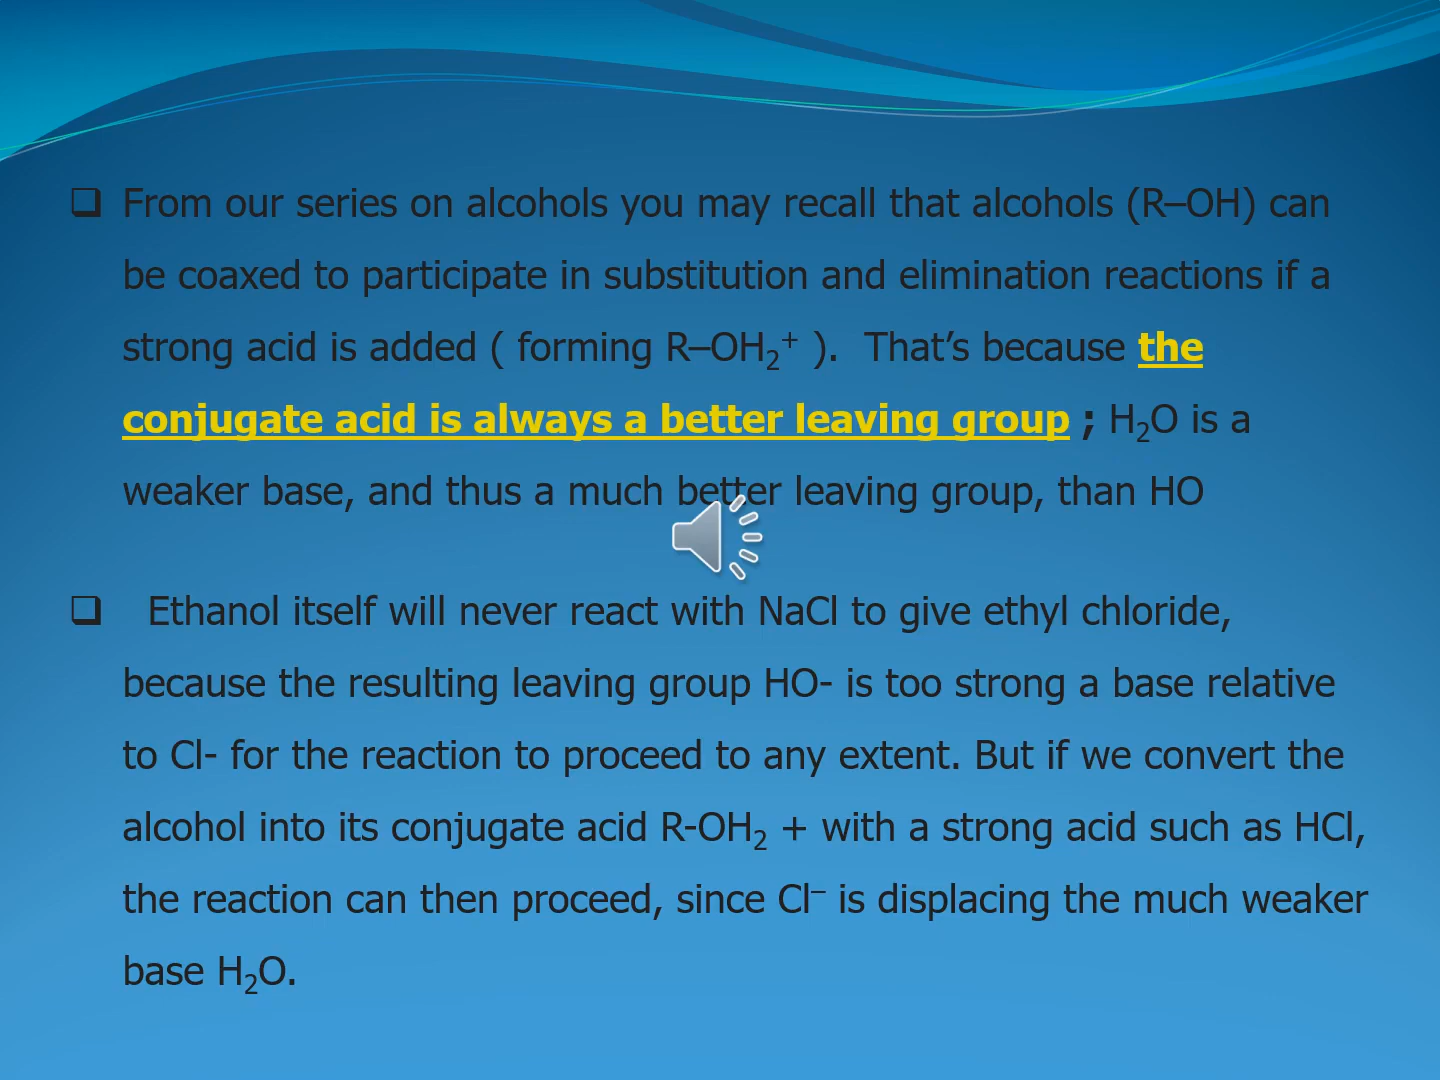 ❑ From our series on alcohols you may recall that alcohols (R–OH) can
be coaxed to participate in substitution and elimination reactions if a
strong acid is added ( forming R–OH₂⁺ ).  That’s because the
conjugate acid is always a better leaving group ; H₂O is a
weaker base, and thus a much better leaving group, than HO
❑ Ethanol itself will never react with NaCl to give ethyl chloride,
because the resulting leaving group HO- is too strong a base relative
to Cl- for the reaction to proceed to any extent. But if we convert the
alcohol into its conjugate acid R-OH₂ + with a strong acid such as HCl,
the reaction can then proceed, since Cl⁻ is displacing the much weaker
base H₂O.